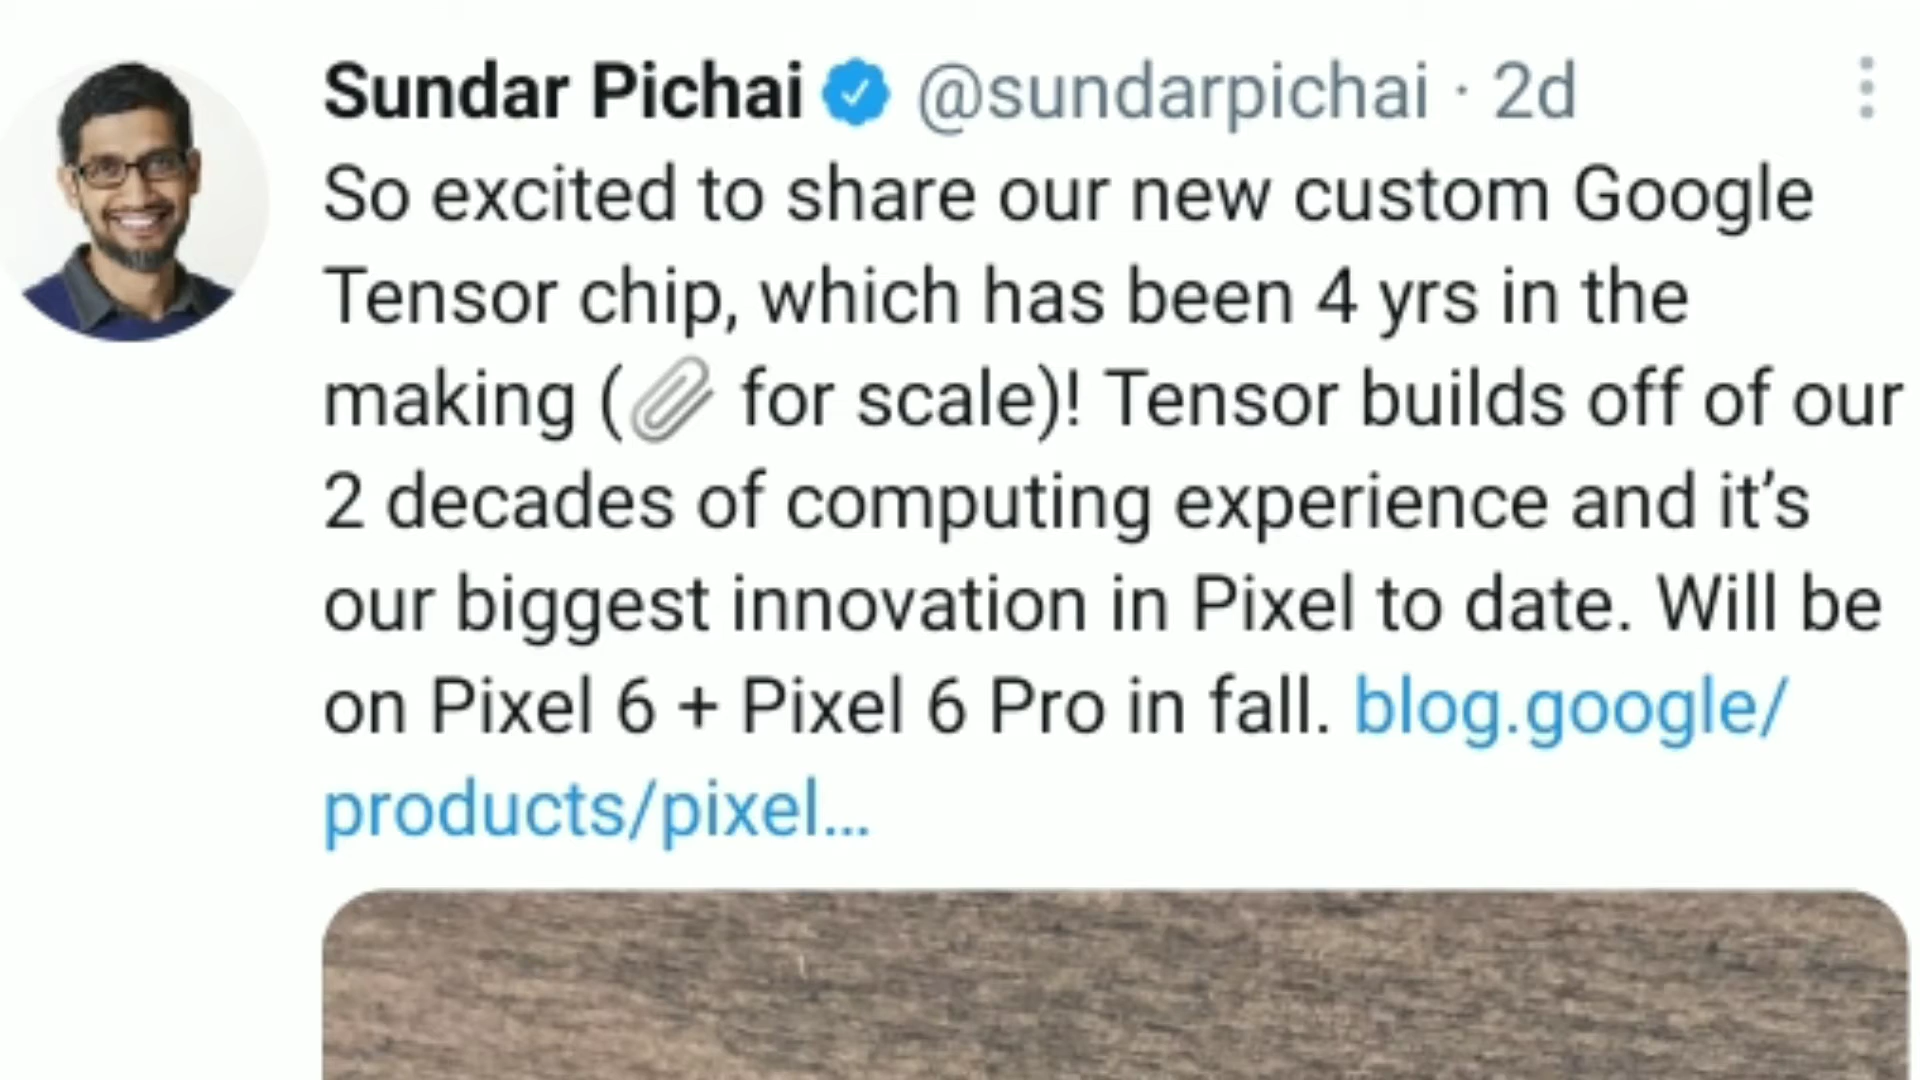 Sundar Pichai @sundarpichai · 2d
So excited to share our new custom Google
Tensor chip, which has been 4 yrs in the
making (📎 for scale)! Tensor builds off of our
2 decades of computing experience and it’s
our biggest innovation in Pixel to date. Will be
on Pixel 6 + Pixel 6 Pro in fall. blog.google/
products/pixel…